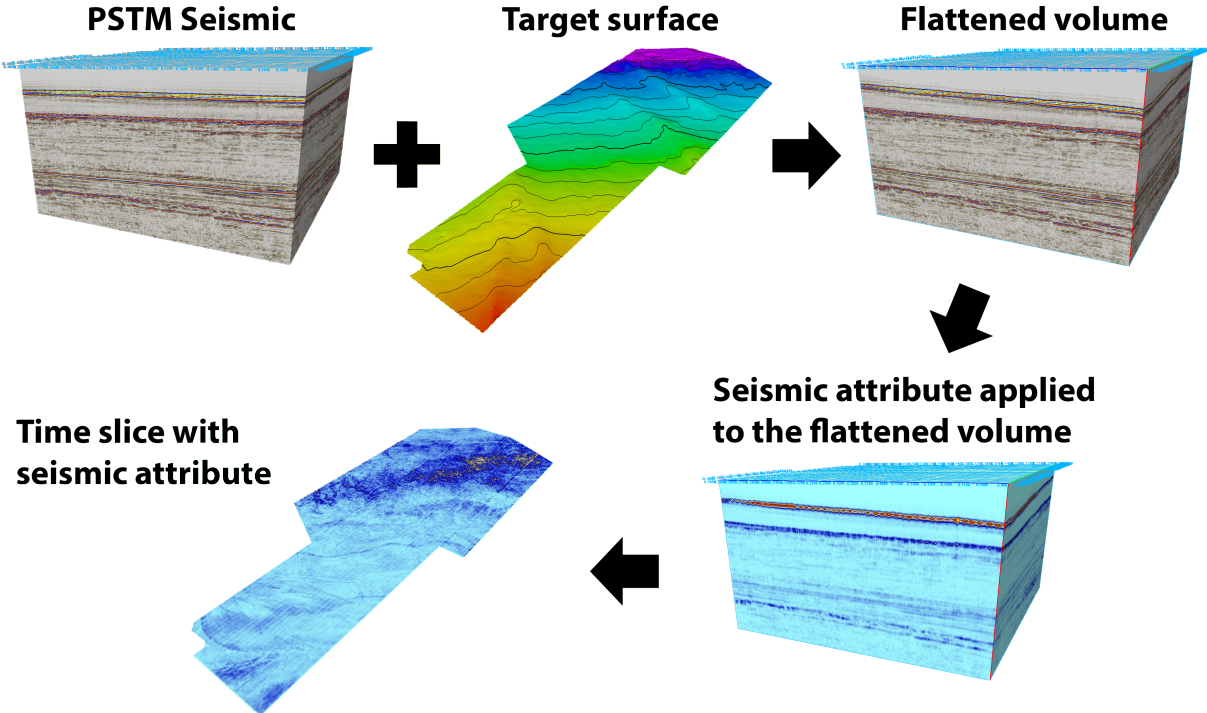 PSTM Seismic
Target surface
Flattened volume
Seismic attribute applied
to the flattened volume
Time slice with
seismic attribute